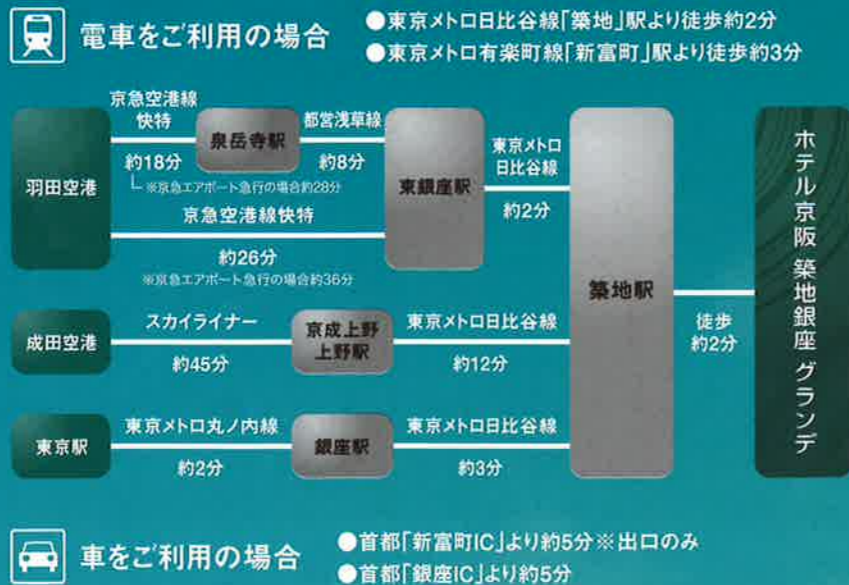 電車をご利用の場合
●東京メトロ日比谷線「築地」駅より徒歩約2分
●東京メトロ有楽町線「新富町」駅より徒歩約3分
羽田空港
京急空港線
快特
約18分
※京急エアポート急行の場合約28分
泉岳寺駅
都営浅草線
約8分
京急空港線快特
約26分
※京急エアポート急行の場合約36分
東銀座駅
東京メトロ
日比谷線
約2分
成田空港
スカイライナー
約45分
京成上野
上野駅
東京メトロ日比谷線
約12分
東京駅
東京メトロ丸ノ内線
約2分
銀座駅
東京メトロ日比谷線
約3分
築地駅
徒歩
約2分
ホテル京阪 築地銀座 グランデ
車をご利用の場合
●首都「新富町IC」より約5分※出口のみ
●首都「銀座IC」より約5分